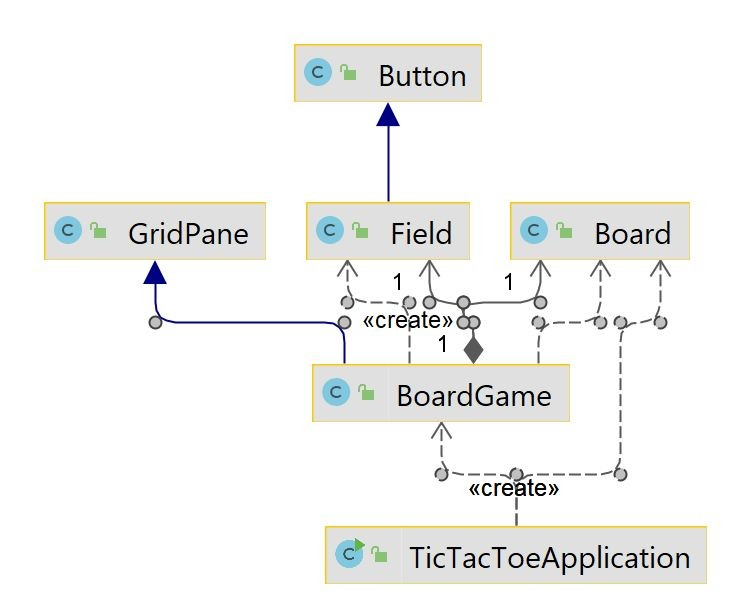 C Button
C GridPane
C Field
C Board
1
1
«create»
1
C BoardGame
«create»
C TicTacToeApplication